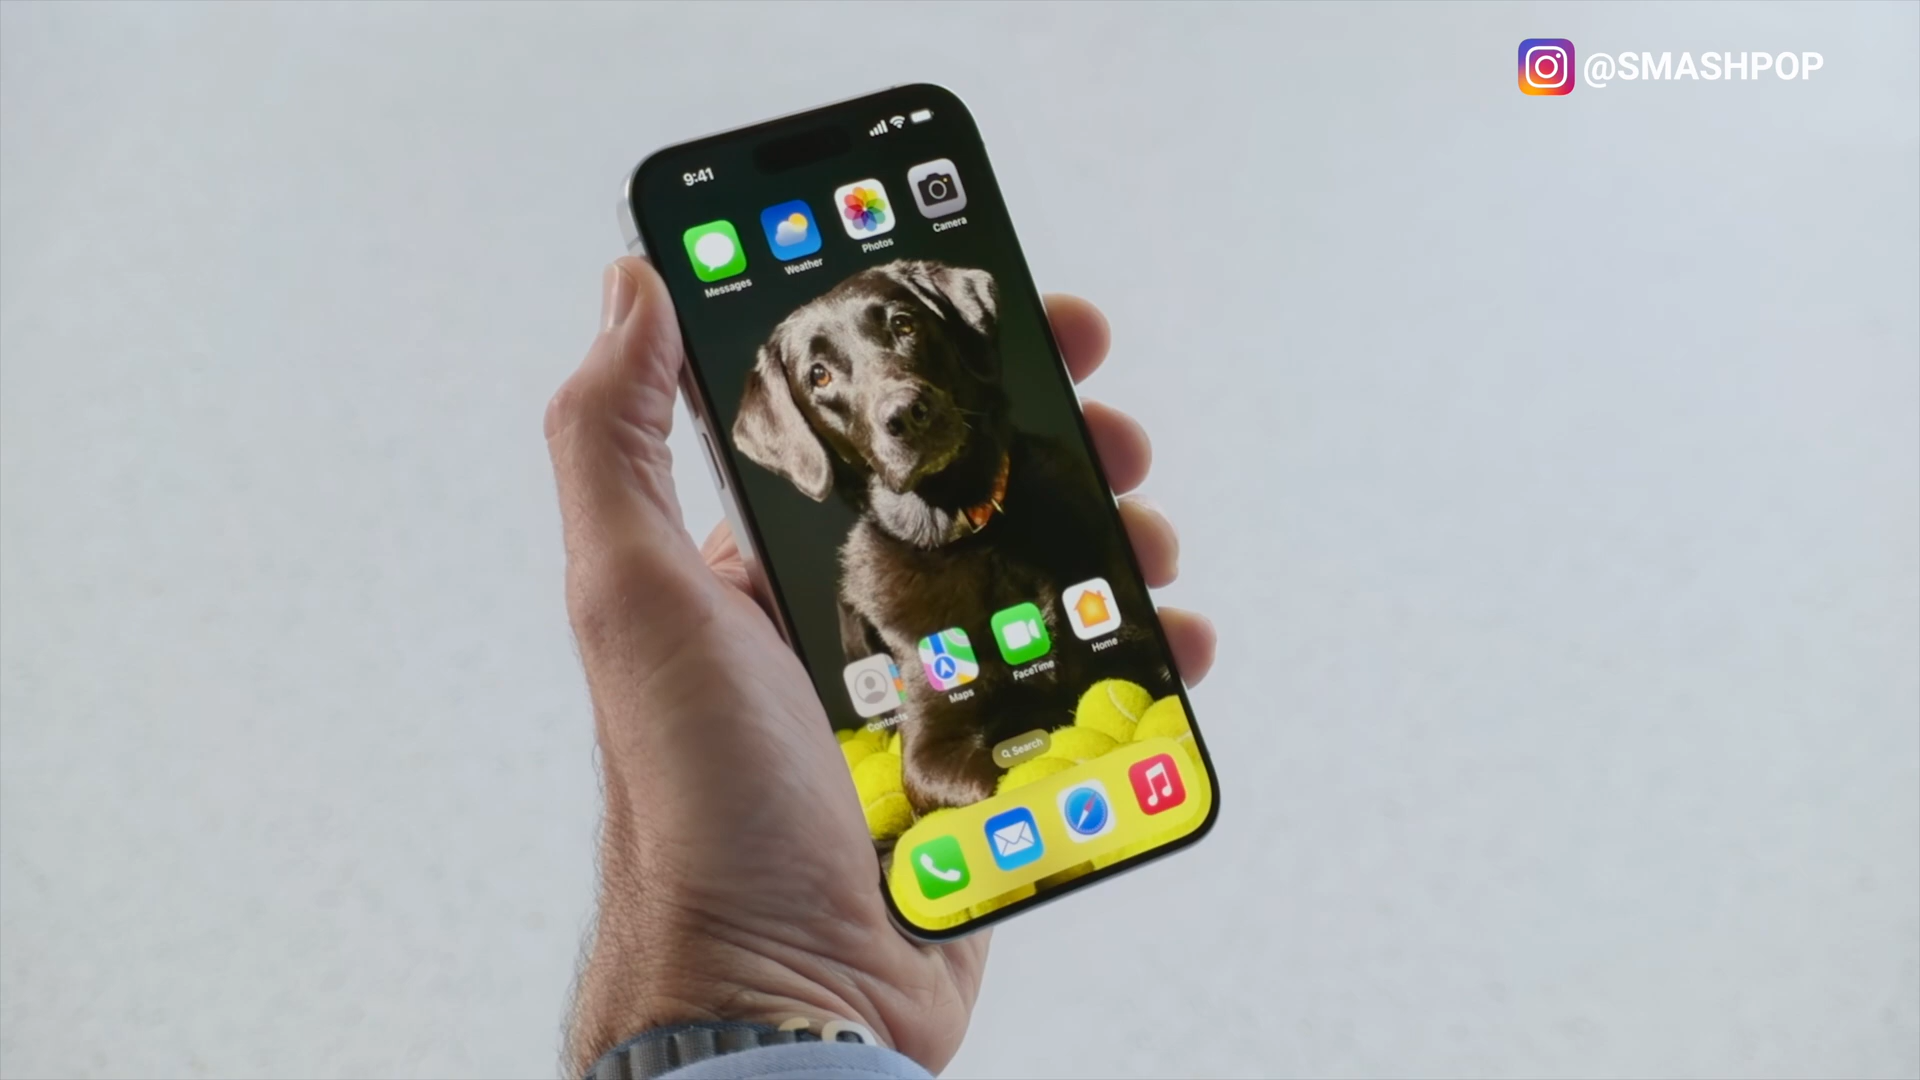 @SMASHPOP
9:41
Messages
Weather
Photos
Camera
Contacts
Maps
FaceTime
Home
Search